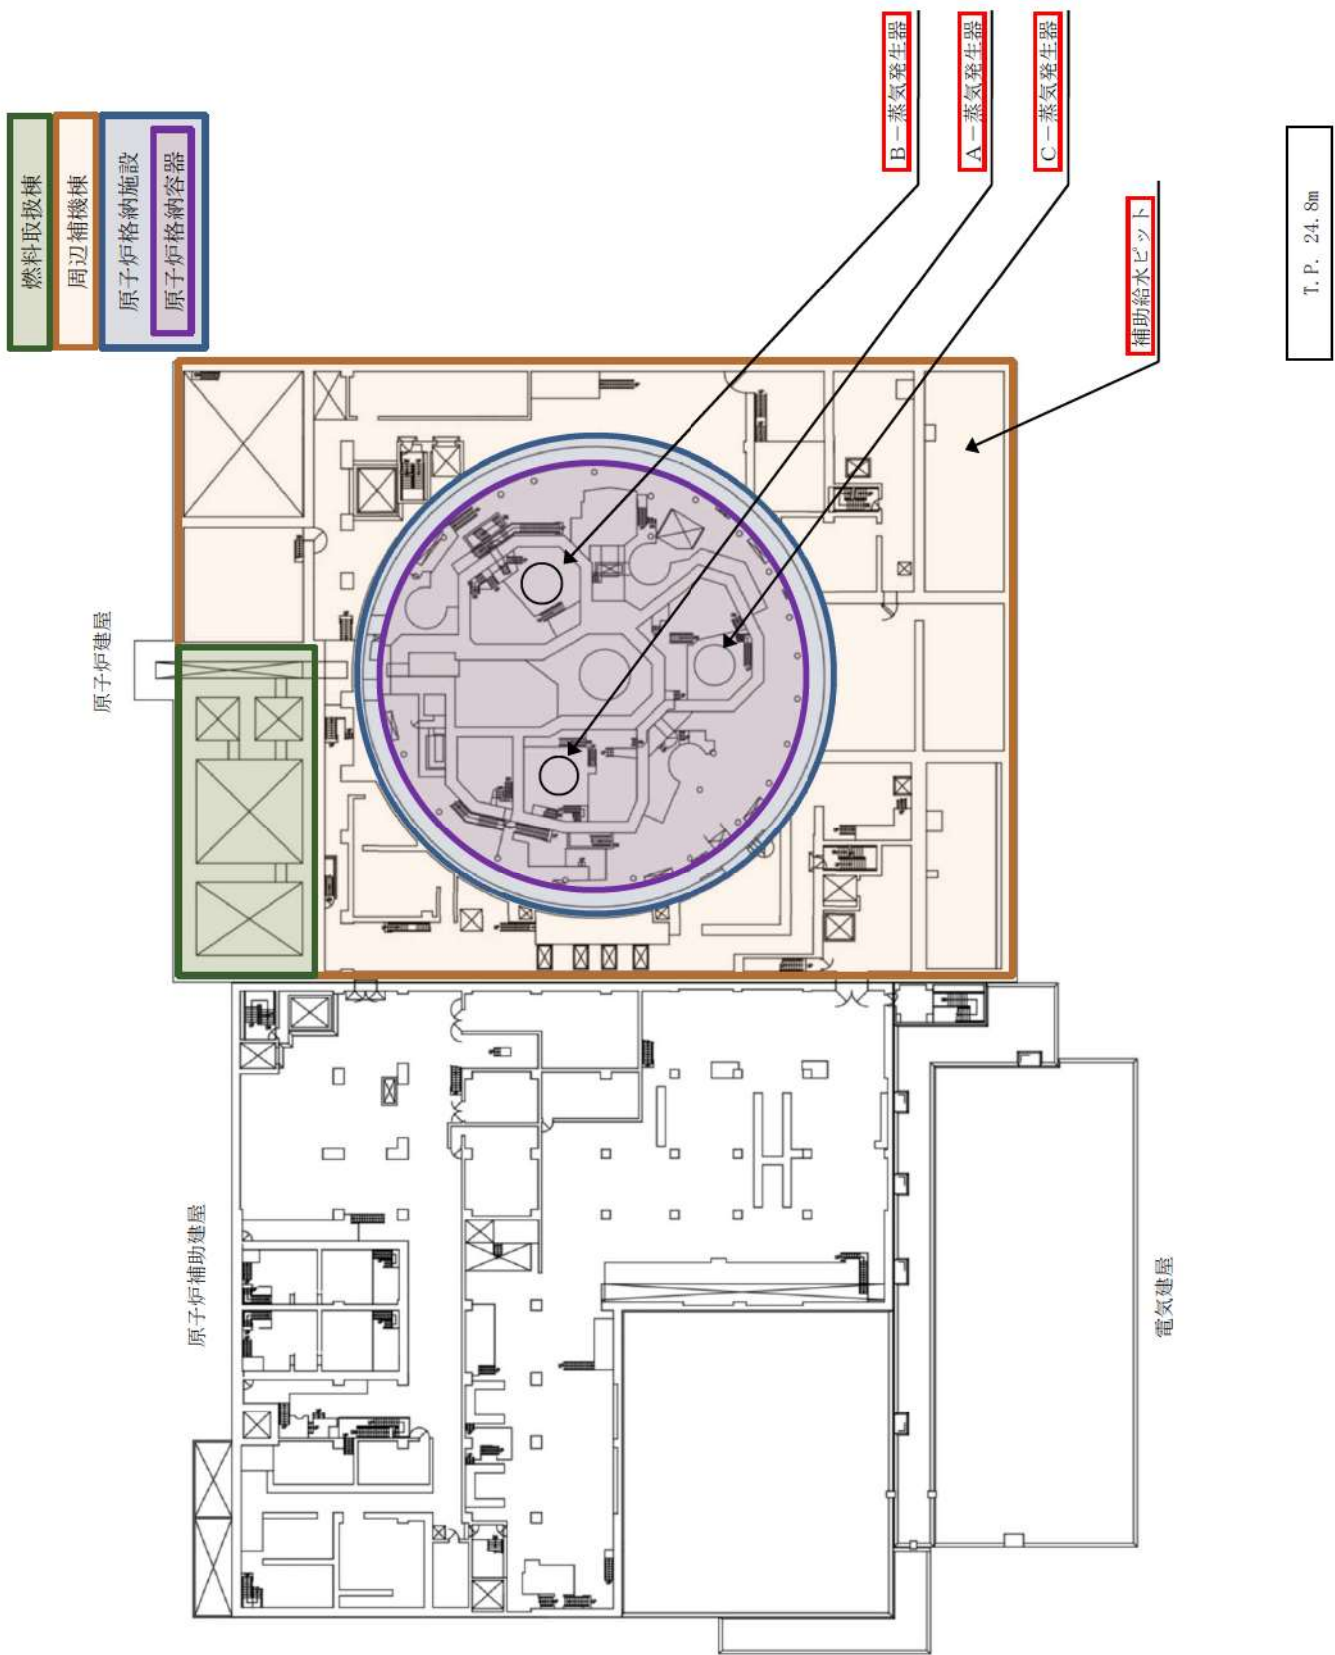 燃料取扱棟
周辺補機棟
原子炉格納施設
原子炉格納容器
B－蒸気発生器
A－蒸気発生器
C－蒸気発生器
補助給水ピット
T.P. 24.8m
原子炉建屋
原子炉補助建屋
電気建屋